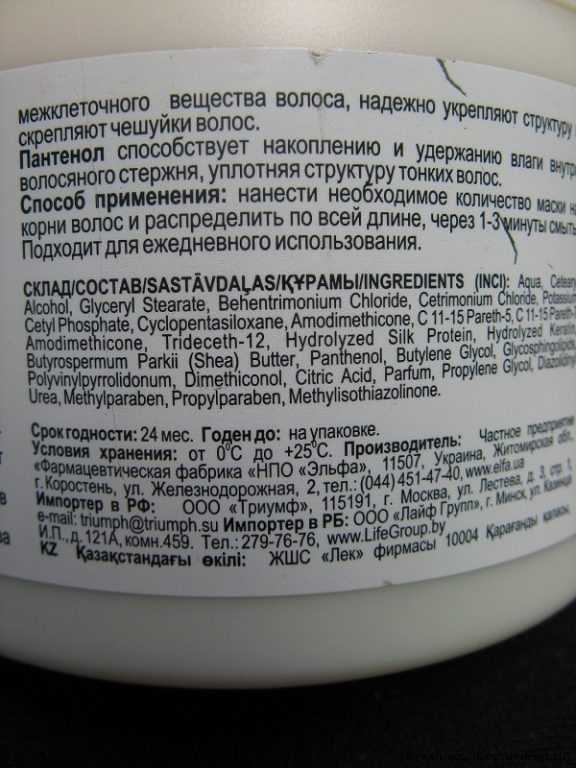 межклеточного вещества волоса, надежно укрепляют структуру
скрепляют чешуйки волос.
Пантенол способствует накоплению и удержанию влаги внутр
волосяного стержня, уплотняя структуру тонких волос.
Способ применения: нанести необходимое количество маски н
корни волос и распределить по всей длине, через 1-3 минуты смыть
Подходит для ежедневного использования.
СКЛАД/СОСТАВ/SASTĀVDAĻAS/ҚҰРАМЫ/INGREDIENTS (INCI): Aqua, Ceteary
Alcohol, Glyceryl Stearate, Behentrimonium Chloride, Cetrimonium Chloride, Potassium
Cetyl Phosphate, Cyclopentasiloxane, Amodimethicone, C 11-15 Pareth-5, C 11-15 Pareth-
Amodimethicone, Trideceth-12, Hydrolyzed Silk Protein, Hydrolyzed Keratin,
Butyrospermum Parkii (Shea) Butter, Panthenol, Butylene Glycol, Glycosphingolipids,
Polyvinylpyrrolidonum, Dimethiconol, Citric Acid, Parfum, Propylene Glycol, Diazolidiny
Urea, Methylparaben, Propylparaben, Methylisothiazolinone.
Срок годности: 24 мес. Годен до: на упаковке.
Условия хранения: от 0°С до +25°С. Производитель: Частное предприятие
«Фармацевтическая фабрика «НПО «Эльфа», 11507, Украина, Житомирская обл.,
г. Коростень, ул. Железнодорожная, 2, тел.: (044) 451-47-40, www.elfa.ua
Импортер в РФ: ООО «Триумф», 115191, г. Москва, ул. Лестева, д. 3, стр. 1,
e-mail: triumph@triumph.su Импортер в РБ: ООО «Лайф Групп», г. Минск, ул. Казинца
И.П., д. 121А, комн.459. Тел.: 279-76-76, www.LifeGroup.by
KZ Қазақстандағы өкілі: ЖШС «Лек» фирмасы 10004 Қарағанды қаласы,